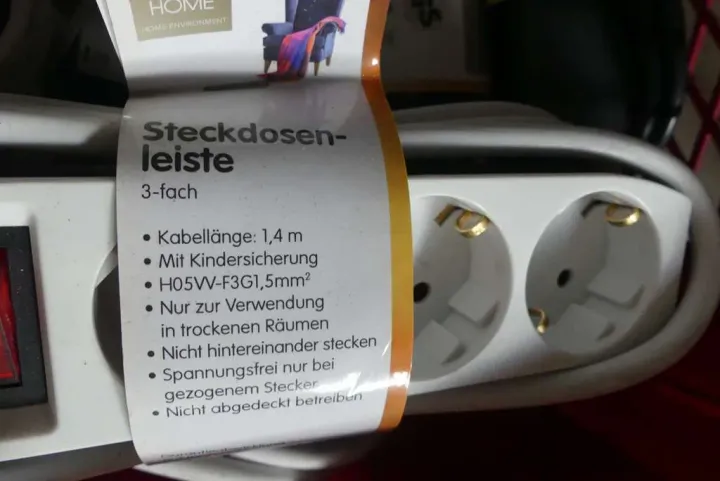 HOME
Steckdosen-
leiste
3-fach
• Kabellänge: 1,4 m
• Mit Kindersicherung
• H05VV-F3G1,5mm²
• Nur zur Verwendung
in trockenen Räumen
• Nicht hintereinander stecken
• Spannungsfrei nur bei
gezogenem Stecker
• Nicht abgedeckt betreiben